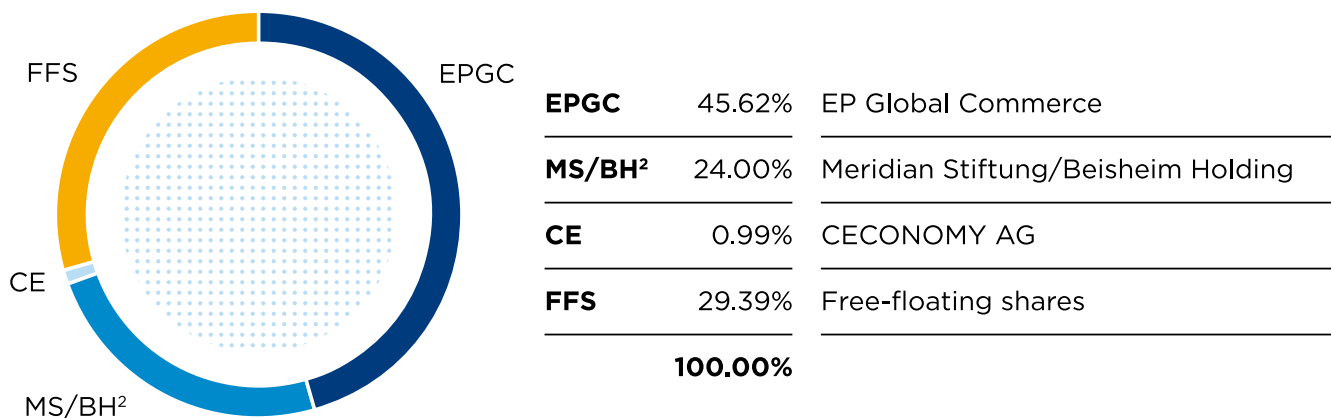 FFS
EPGC
CE
MS/BH²
EPGC 45.62% EP Global Commerce
MS/BH² 24.00% Meridian Stiftung/Beisheim Holding
CE 0.99% CECONOMY AG
FFS 29.39% Free-floating shares
100.00%